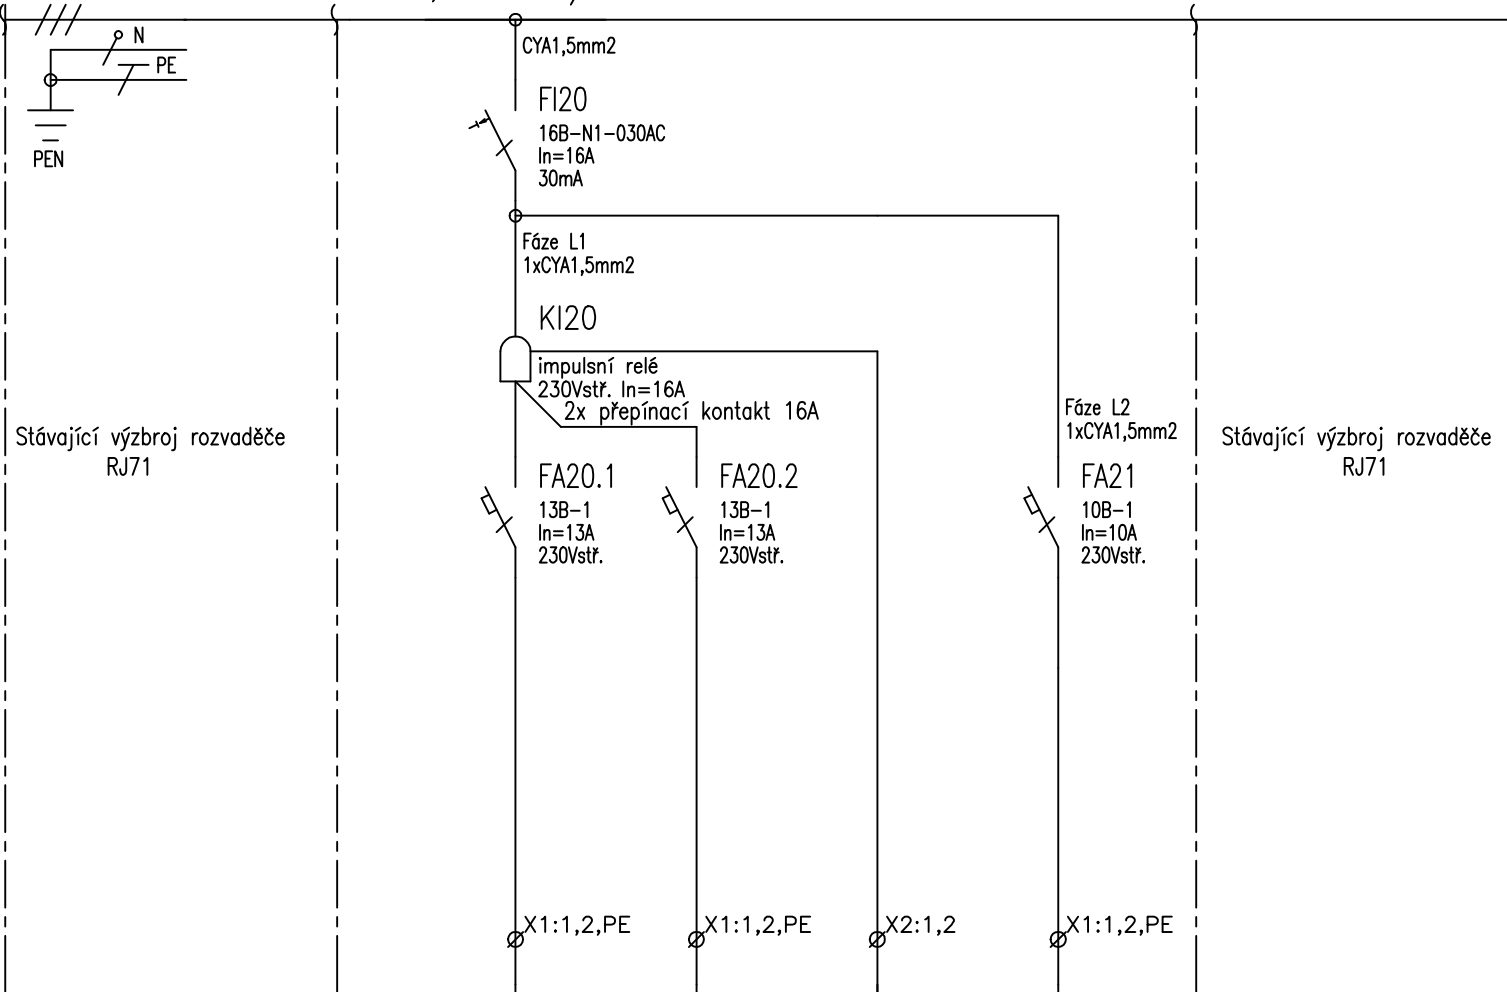 N
PE
PEN
CYA1,5mm2
FI20
16B-N1-030AC
In=16A
30mA
Fáze L1
1xCYA1,5mm2
KI20
impulsní relé
230Vstř. In=16A
2x přepínací kontakt 16A
Fáze L2
1xCYA1,5mm2
Stávající výzbroj rozvaděče
RJ71
FA20.1
13B-1
In=13A
230Vstř.
FA20.2
13B-1
In=13A
230Vstř.
FA21
10B-1
In=10A
230Vstř.
Stávající výzbroj rozvaděče
RJ71
X1:1,2,PE
X1:1,2,PE
X2:1,2
X1:1,2,PE